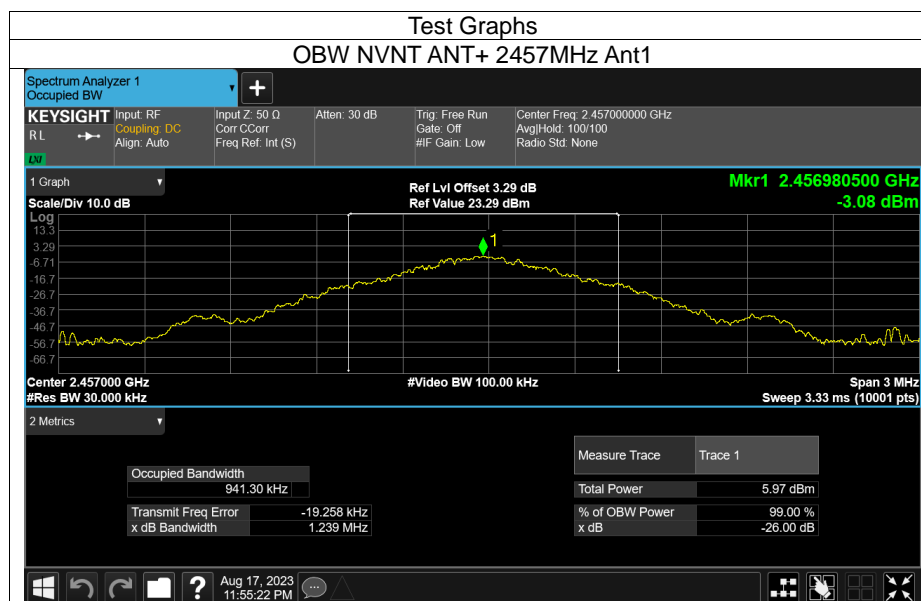 Test Graphs
OBW NVNT ANT+ 2457MHz Ant1
Spectrum Analyzer 1
Occupied BW
+
KEYSIGHT Input: RF Input Z: 50 Ω Atten: 30 dB Trig: Free Run Center Freq: 2.457000000 GHz
R L Coupling: DC Corr CCorr Gate: Off Avg|Hold: 100/100
Align: Auto Freq Ref: Int (S) #IF Gain: Low Radio Std: None
LXI
1 Graph Ref Lvl Offset 3.29 dB Mkr1 2.456980500 GHz
Scale/Div 10.0 dB Ref Value 23.29 dBm -3.08 dBm
Log
13.3
3.29 1
-6.71
-16.7
-26.7
-36.7
-46.7
-56.7
-66.7
Center 2.457000 GHz #Video BW 100.00 kHz Span 3 MHz
#Res BW 30.000 kHz Sweep 3.33 ms (10001 pts)
2 Metrics
Measure Trace Trace 1
Occupied Bandwidth
941.30 kHz Total Power 5.97 dBm
Transmit Freq Error -19.258 kHz % of OBW Power 99.00 %
x dB Bandwidth 1.239 MHz x dB -26.00 dB
? Aug 17, 2023
11:55:22 PM